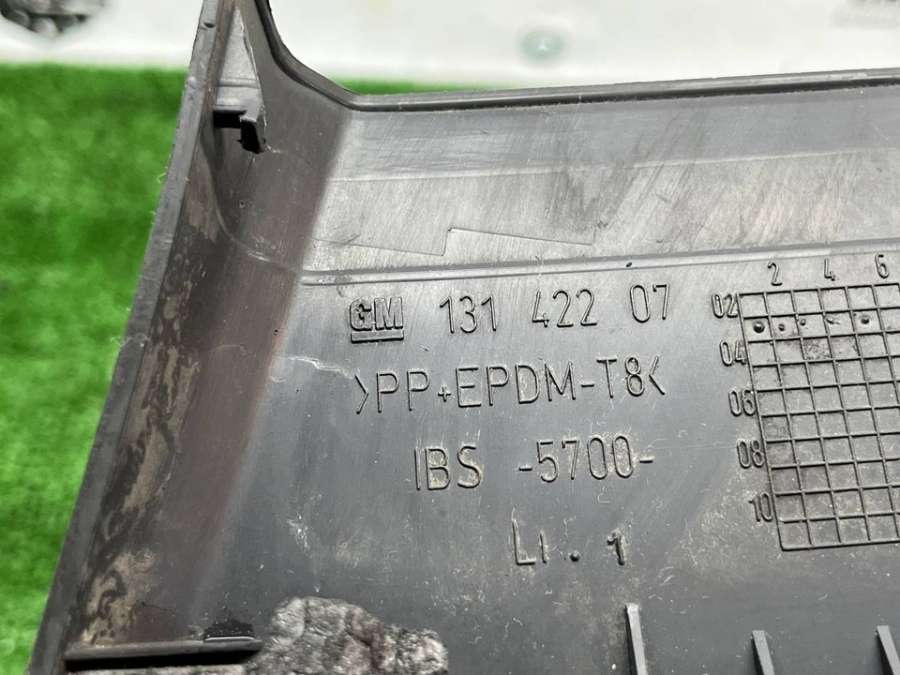 GM 131 422 07
>PP+EPDM-T8<
IBS -5700-
LI . 1
2 4 6
02
04
06
08
10